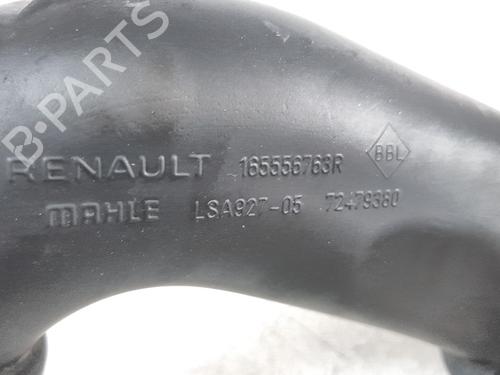 B-PARTS
RENAULT 165556763R BBL
MAHLE LSA927-05 72479380